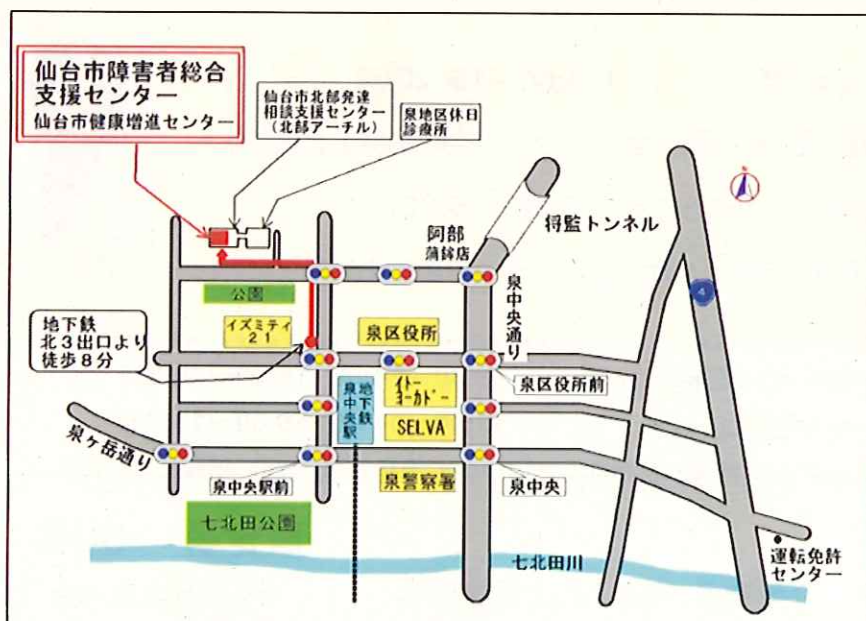 仙台市障害者総合
支援センター
仙台市健康増進センター
仙台市北部発達
相談支援センター
(北部アーチル)
泉地区休日
診療所
将監トンネル
阿部
蒲鉾店
泉中央通り
4
公園
地下鉄
北3出口より
徒歩8分
イズミティ
21
泉区役所
泉区役所前
地下鉄
泉中央駅
イトー
ヨーカドー
SELVA
泉ヶ岳通り
泉中央駅前
泉警察署
泉中央
七北田公園
七北田川
運転免許
センター